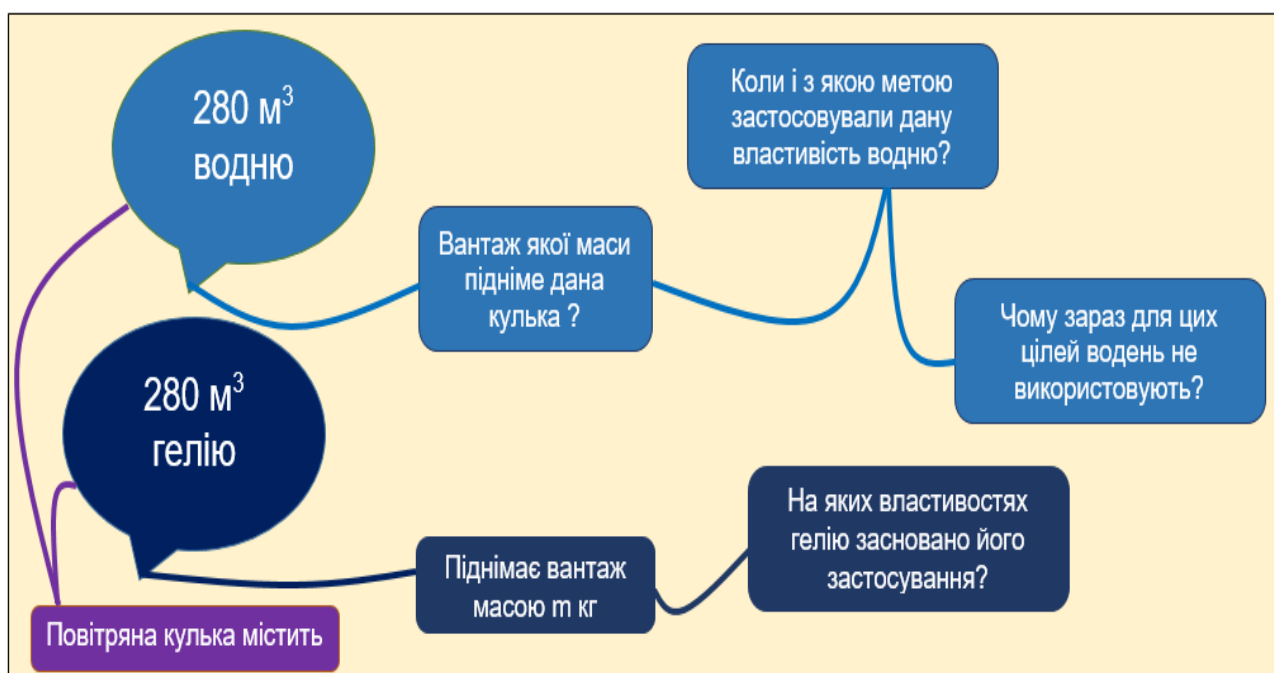 280 м³
водню
Коли і з якою метою
застосовували дану
властивість водню?
Вантаж якої маси
підніме дана
кулька ?
Чому зараз для цих
цілей водень не
використовують?
280 м³
гелію
На яких властивостях
гелію засновано його
застосування?
Піднімає вантаж
масою m кг
Повітряна кулька містить